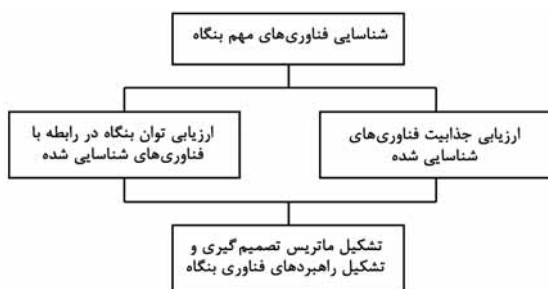 شناسایی فناوری‌های مهم بنگاه
ارزیابی جذابیت فناوری‌های
شناسایی شده
ارزیابی توان بنگاه در رابطه با
فناوری‌های شناسایی شده
تشکیل ماتریس تصمیم‌گیری و
تشکیل راهبردهای فناوری بنگاه